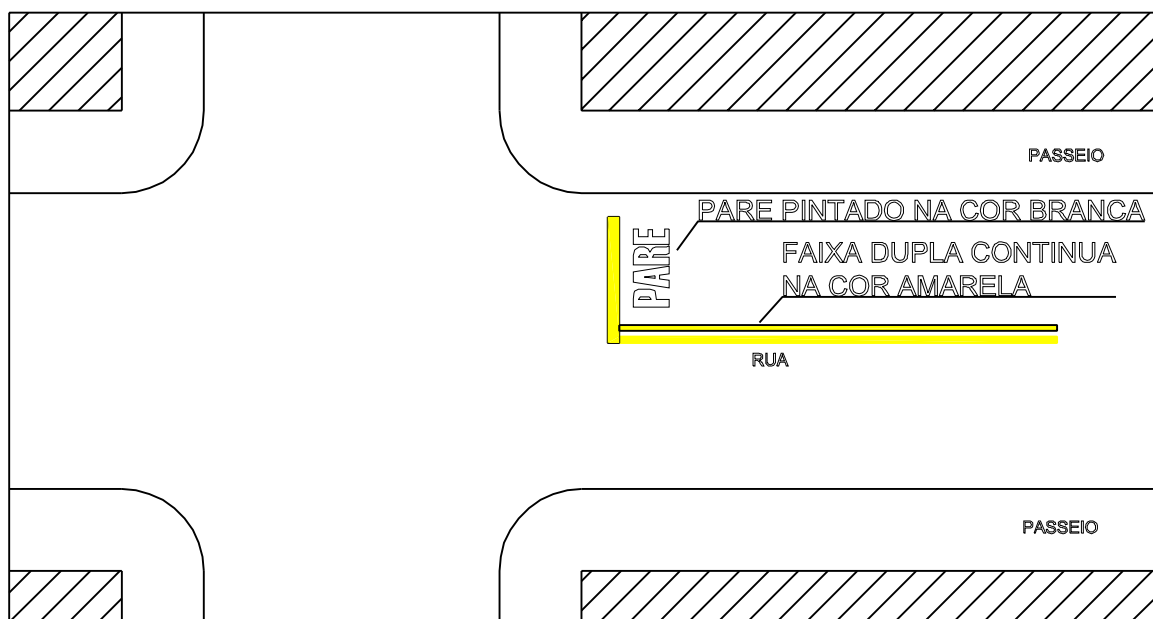 PASSEIO
PARE PINTADO NA COR BRANCA
PARE
FAIXA DUPLA CONTINUA
NA COR AMARELA
RUA
PASSEIO